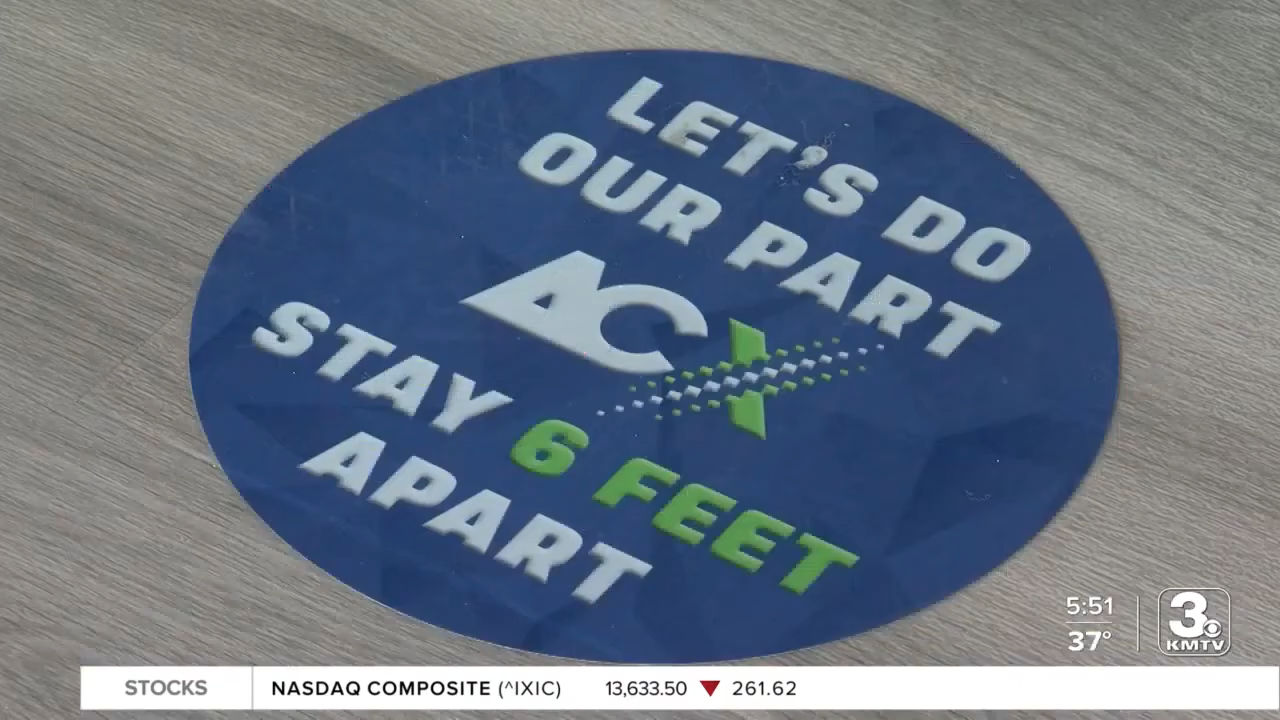 LET'S DO
OUR PART
ACX
STAY 6 FEET
APART
5:51
37°
3
KMTV
STOCKS NASDAQ COMPOSITE (^IXIC) 13,633.50 ▼ 261.62